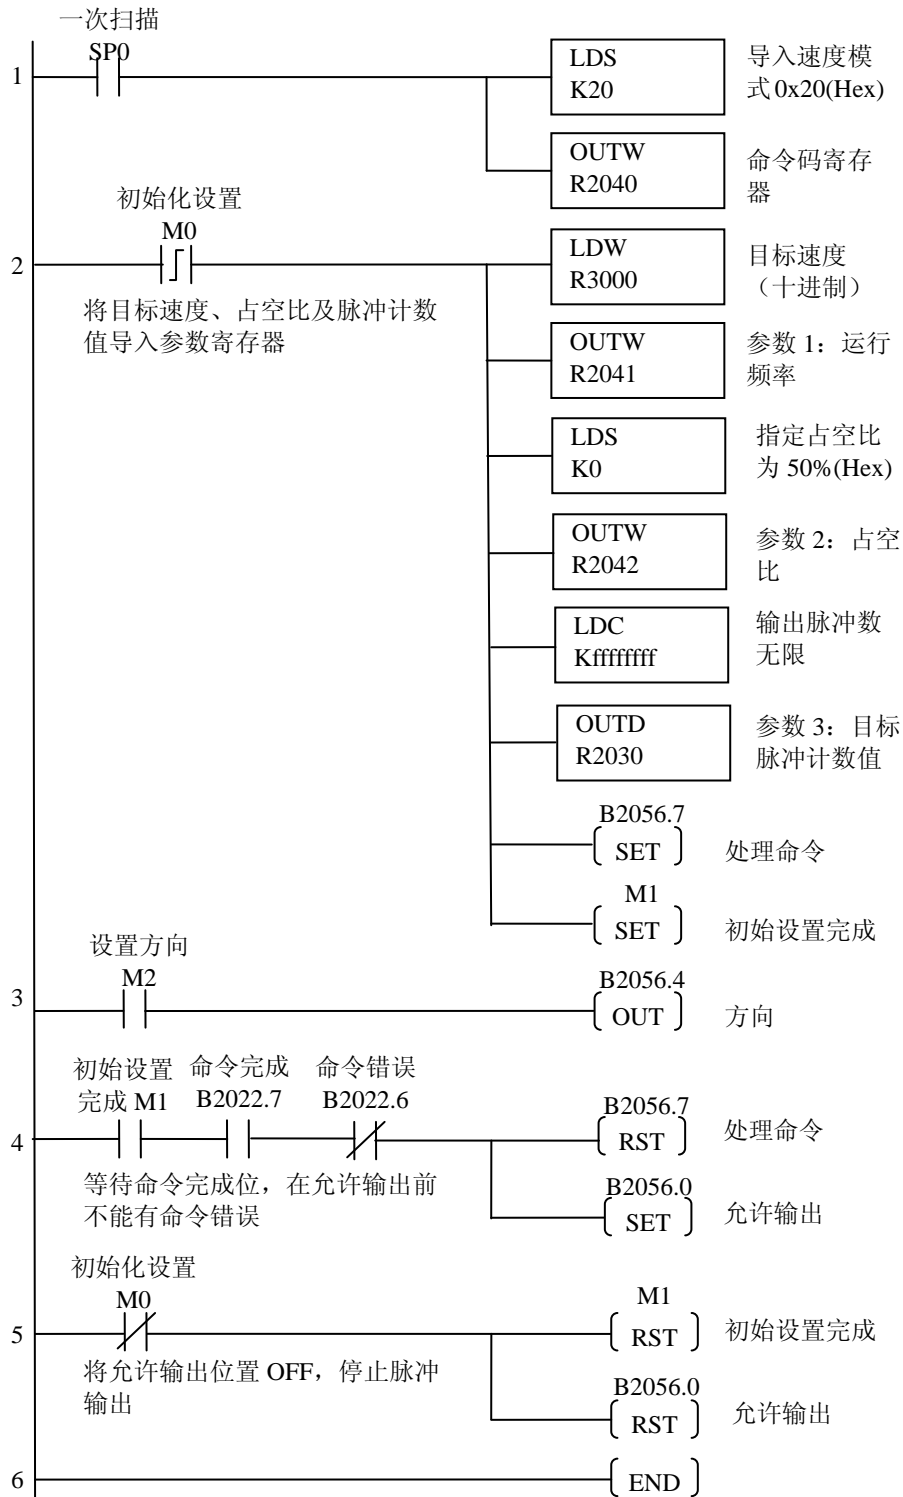 一次扫描
SP0
1
LDS
K20
导入速度模
式 0x20(Hex)
OUTW
R2040
命令码寄存
器
初始化设置
M0
2
LDW
R3000
目标速度
（十进制）
将目标速度、占空比及脉冲计数
值导入参数寄存器
OUTW
R2041
参数 1：运行
频率
LDS
K0
指定占空比
为 50%(Hex)
OUTW
R2042
参数 2：占空
比
LDC
Kffffffff
输出脉冲数
无限
OUTD
R2030
参数 3：目标
脉冲计数值
B2056.7
SET
处理命令
M1
SET
初始设置完成
设置方向
M2
3
B2056.4
OUT
方向
初始设置
完成 M1
命令完成
B2022.7
命令错误
B2022.6
4
B2056.7
RST
处理命令
等待命令完成位，在允许输出前
不能有命令错误
B2056.0
SET
允许输出
初始化设置
M0
5
M1
RST
初始设置完成
将允许输出位置 OFF，停止脉冲
输出
B2056.0
RST
允许输出
6
END